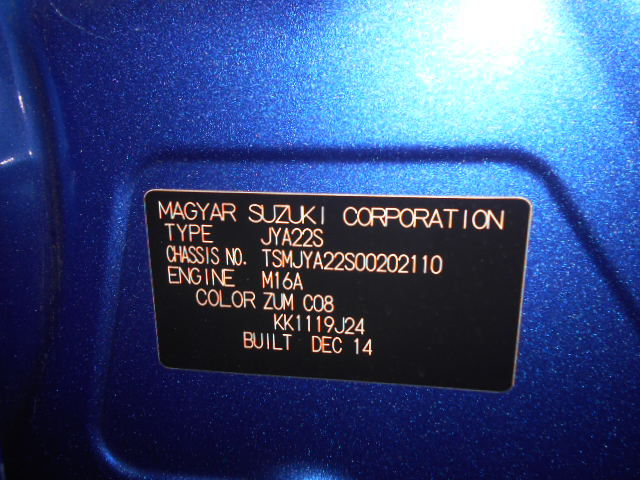 MAGYAR SUZUKI CORPORATION
TYPE JYA22S
CHASSIS NO. TSMJYA22S00202110
ENGINE M16A
COLOR ZUM C08
KK1119J24
BUILT DEC 14